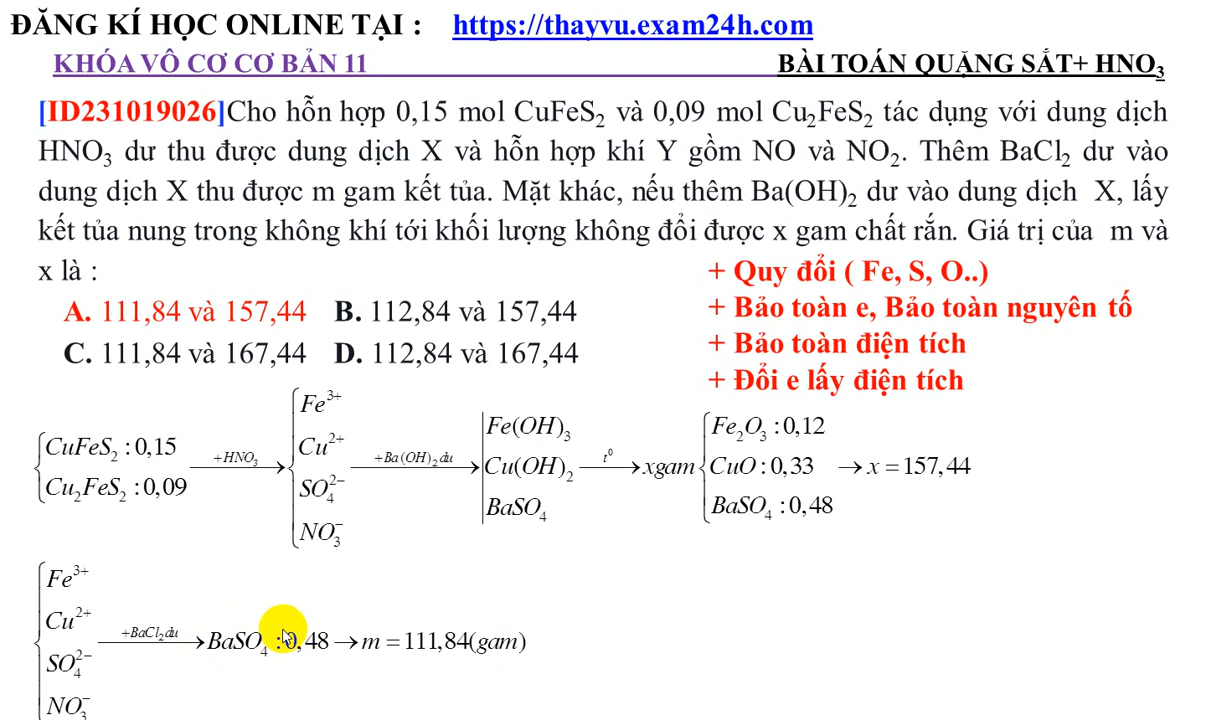 ĐĂNG KÍ HỌC ONLINE TẠI : https://thayvu.exam24h.com
KHÓA VÔ CƠ CƠ BẢN 11 BÀI TOÁN QUẶNG SẮT+ HNO₃
[ID231019026]Cho hỗn hợp 0,15 mol CuFeS₂ và 0,09 mol Cu₂FeS₂ tác dụng với dung dịch
HNO₃ dư thu được dung dịch X và hỗn hợp khí Y gồm NO và NO₂. Thêm BaCl₂ dư vào
dung dịch X thu được m gam kết tủa. Mặt khác, nếu thêm Ba(OH)₂ dư vào dung dịch X, lấy
kết tủa nung trong không khí tới khối lượng không đổi được x gam chất rắn. Giá trị của m và
x là :
+ Quy đổi ( Fe, S, O..)
A. 111,84 và 157,44 B. 112,84 và 157,44
+ Bảo toàn e, Bảo toàn nguyên tố
+ Bảo toàn điện tích
C. 111,84 và 167,44 D. 112,84 và 167,44
+ Đổi e lấy điện tích
CuFeS₂ : 0,15
Cu₂FeS₂ : 0,09
+HNO₃
Fe³⁺
Cu²⁺
SO₄²⁻
NO₃⁻
+Ba(OH)₂ du
Fe(OH)₃
Cu(OH)₂
BaSO₄
t⁰
xgam
Fe₂O₃ : 0,12
CuO : 0,33
BaSO₄ : 0,48
→ x = 157,44
Fe³⁺
Cu²⁺
SO₄²⁻
NO₃⁻
+BaCl₂du
BaSO₄ : 0,48 → m = 111,84(gam)